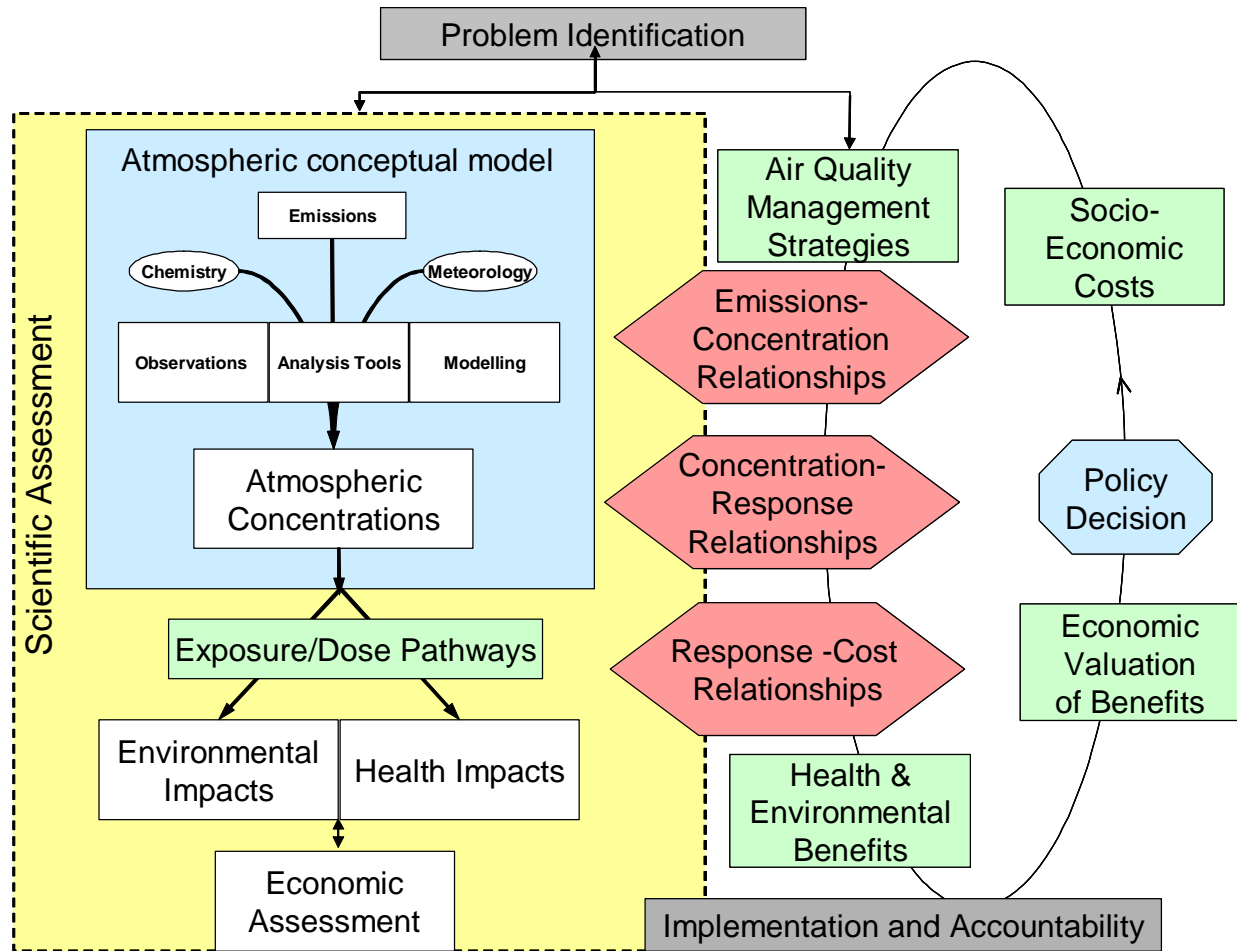 Problem Identification
Scientific Assessment
Atmospheric conceptual model
Emissions
Chemistry
Meteorology
Observations
Analysis Tools
Modelling
Atmospheric
Concentrations
Exposure/Dose Pathways
Environmental
Impacts
Health Impacts
Economic
Assessment
Air Quality
Management
Strategies
Emissions-
Concentration
Relationships
Concentration-
Response
Relationships
Response -Cost
Relationships
Health &
Environmental
Benefits
Socio-
Economic
Costs
Policy
Decision
Economic
Valuation
of Benefits
Implementation and Accountability